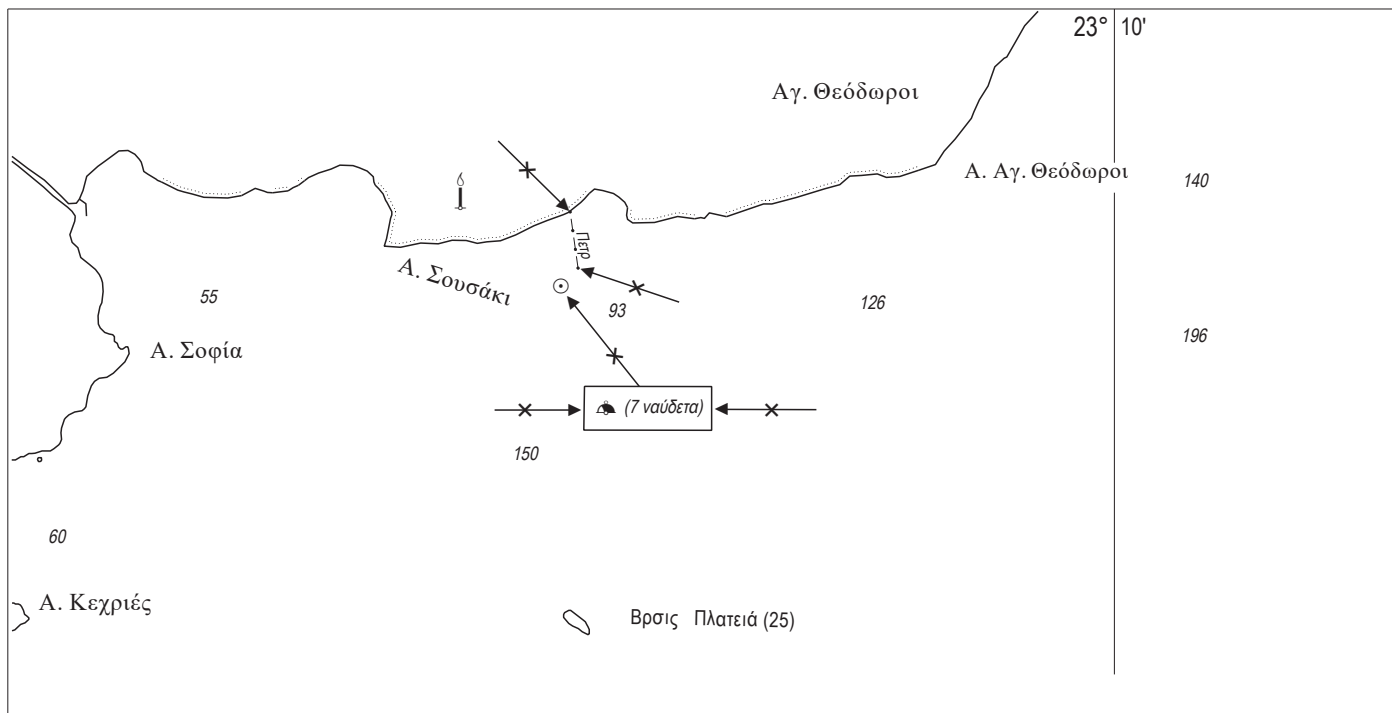 23° 10'
Αγ. Θεόδωροι
Α. Αγ. Θεόδωροι
140
Πετρ
Α. Σουσάκι
55
93
126
196
Α. Σοφία
(7 ναύδετα)
150
60
Α. Κεχριές
Βρσις Πλατειά (25)